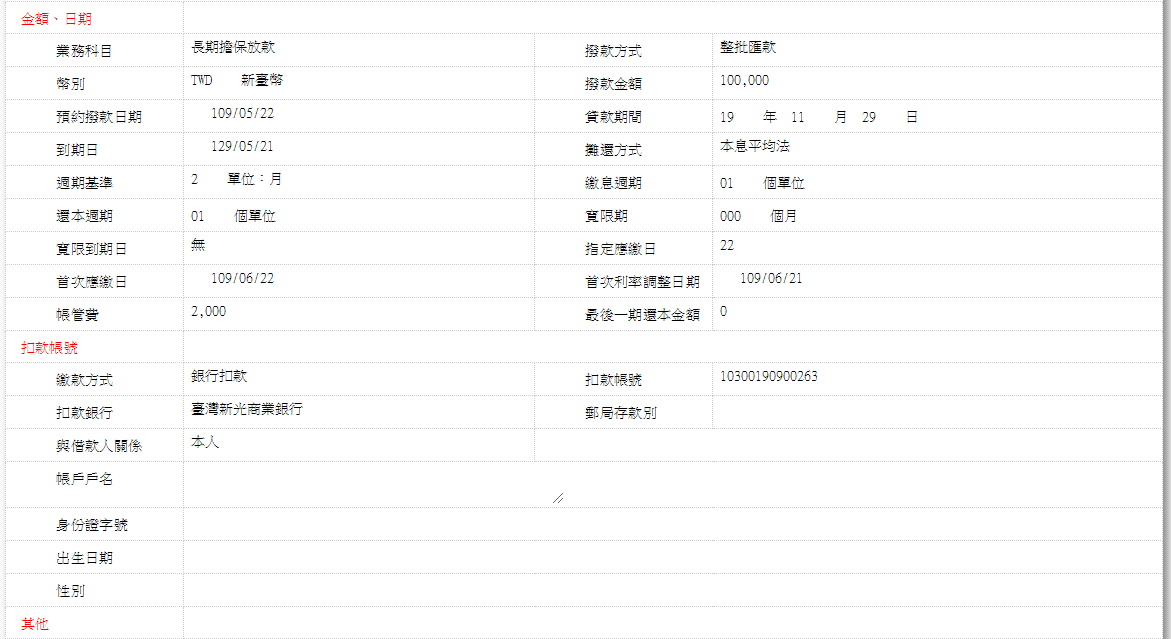 金額、日期
業務科目 長期擔保放款 撥款方式 整批匯款
幣別 TWD 新臺幣 撥款金額 100,000
預約撥款日期 109/05/22 貸款期間 19 年 11 月 29 日
到期日 129/05/21 攤還方式 本息平均法
週期基準 2 單位：月 繳息週期 01 個單位
還本週期 01 個單位 寬限期 000 個月
寬限到期日 無 指定應繳日 22
首次應繳日 109/06/22 首次利率調整日期 109/06/21
帳管費 2,000 最後一期還本金額 0
扣款帳號
繳款方式 銀行扣款 扣款帳號 10300190900263
扣款銀行 臺灣新光商業銀行 郵局存款別
與借款人關係 本人
帳戶戶名
身份證字號
出生日期
性別
其他